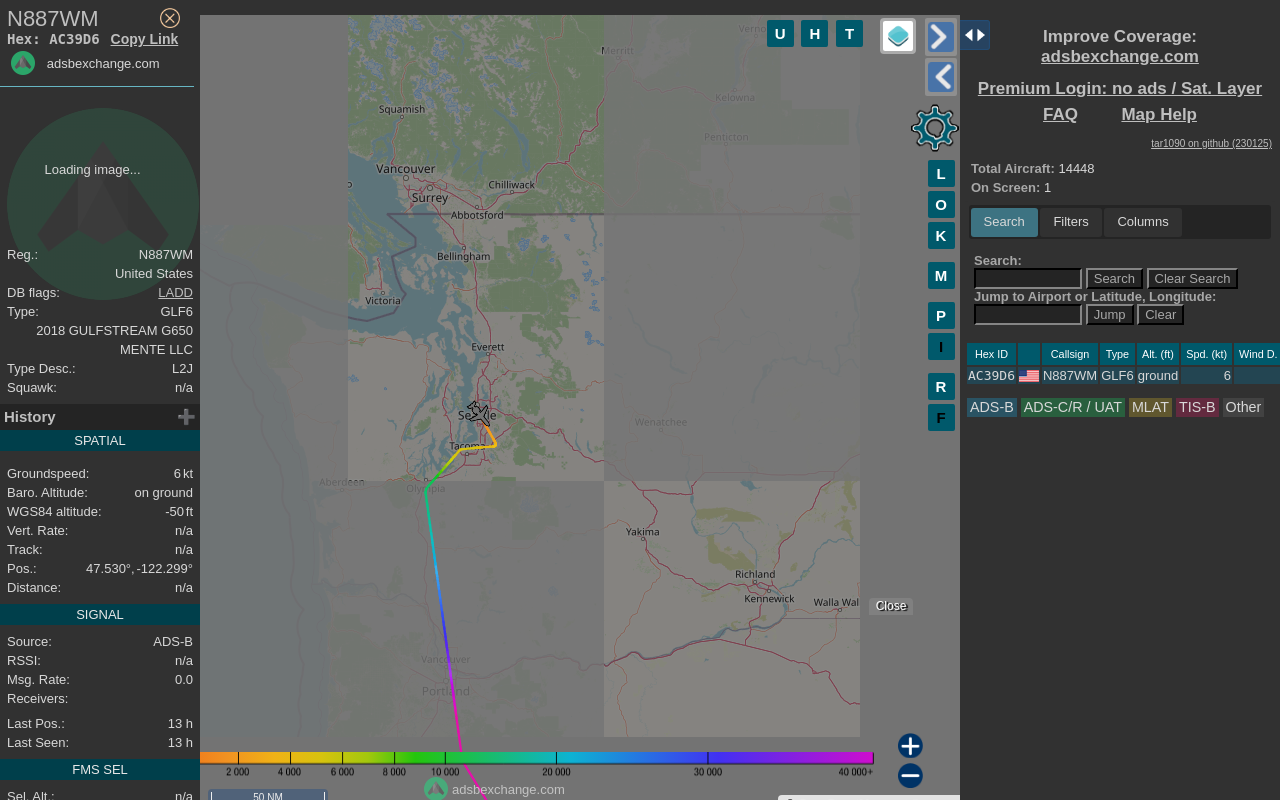 N887WM
Hex: AC39D6 Copy Link
adsbexchange.com
Loading image...
Reg.: N887WM
United States
DB flags: LADD
Type: GLF6
2018 GULFSTREAM G650
MENTE LLC
Type Desc.: L2J
Squawk: n/a
History
SPATIAL
Groundspeed: 6 kt
Baro. Altitude: on ground
WGS84 altitude: -50 ft
Vert. Rate: n/a
Track: n/a
Pos.: 47.530°, -122.299°
Distance: n/a
SIGNAL
Source: ADS-B
RSSI: n/a
Msg. Rate: 0.0
Receivers:
Last Pos.: 13 h
Last Seen: 13 h
FMS SEL
Sel. Alt.: n/a
U H T
Merritt
Kelowna
Penticton
Squamish
Vancouver
Surrey
Chilliwack
Abbotsford
Bellingham
Victoria
Everett
Tacoma
Wenatchee
Aberdeen
Olympia
Yakima
Richland
Kennewick
Walla Wal
Vancouver
Portland
L
O
K
M
P
I
R
F
Close
2 000 4 000 6 000 8 000 10 000 20 000 30 000 40 000+
adsbexchange.com
50 NM
Improve Coverage:
adsbexchange.com
Premium Login: no ads / Sat. Layer
FAQ Map Help
tar1090 on github (230125)
Total Aircraft: 14448
On Screen: 1
Search Filters Columns
Search:
Search Clear Search
Jump to Airport or Latitude, Longitude:
Jump Clear
Hex ID Callsign Type Alt. (ft) Spd. (kt) Wind D.
AC39D6 N887WM GLF6 ground 6
ADS-B ADS-C/R / UAT MLAT TIS-B Other